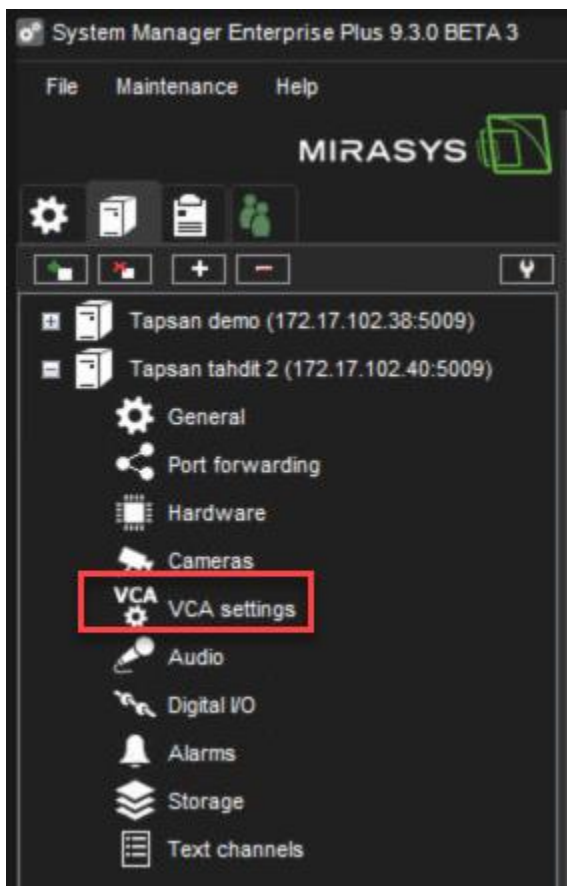 System Manager Enterprise Plus 9.3.0 BETA 3
File Maintenance Help
MIRASYS
Tapsan demo (172.17.102.38:5009)
Tapsan tahdit 2 (172.17.102.40:5009)
General
Port forwarding
Hardware
Cameras
VCA VCA settings
Audio
Digital I/O
Alarms
Storage
Text channels